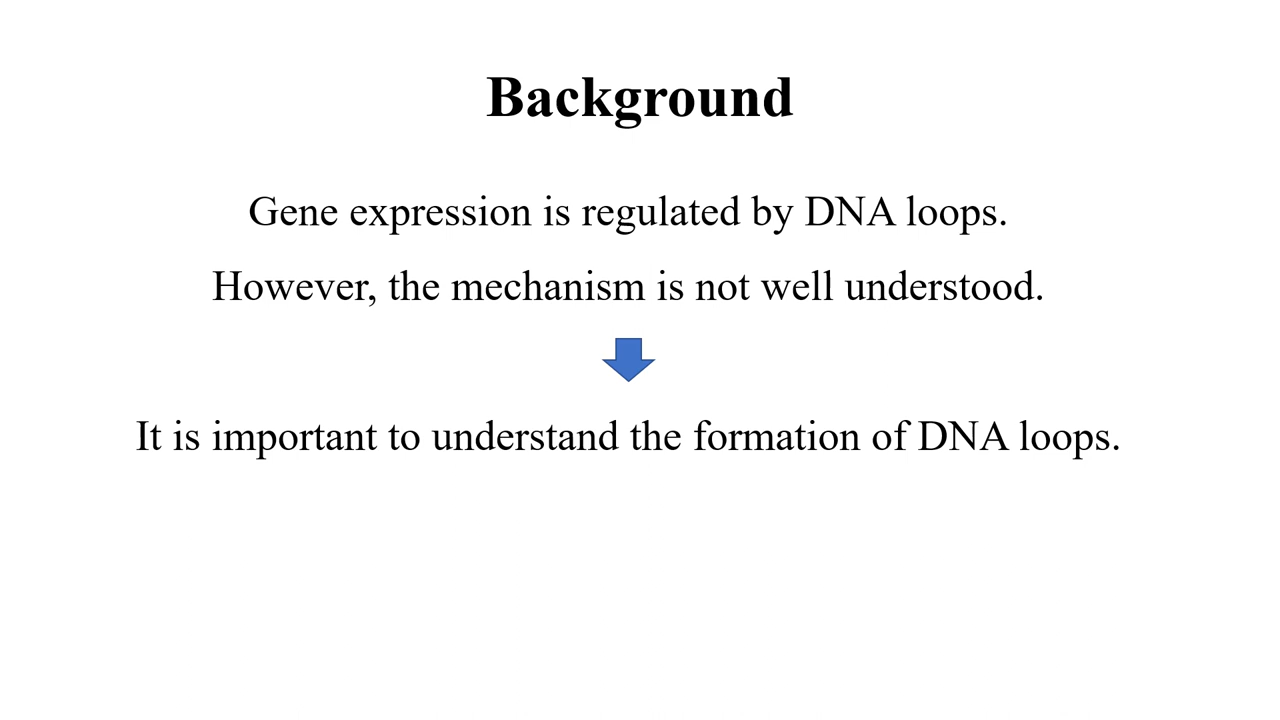 Background
Gene expression is regulated by DNA loops.
However, the mechanism is not well understood.
It is important to understand the formation of DNA loops.